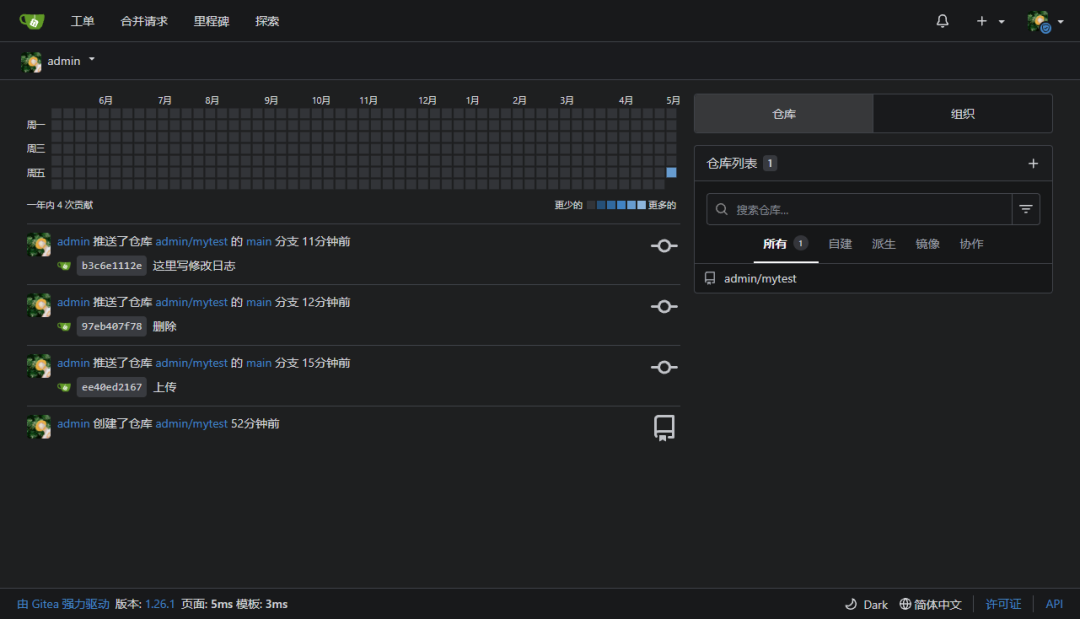 工单 合并请求 里程碑 探索
admin
6月 7月 8月 9月 10月 11月 12月 1月 2月 3月 4月 5月
周一
周三
周五
一年内 4 次贡献 更少的 更多的
admin 推送了仓库 admin/mytest 的 main 分支 11分钟前
b3c6e1112e 这里写修改日志
admin 推送了仓库 admin/mytest 的 main 分支 12分钟前
97eb407f78 删除
admin 推送了仓库 admin/mytest 的 main 分支 15分钟前
ee40ed2167 上传
admin 创建了仓库 admin/mytest 52分钟前
仓库 组织
仓库列表 1
搜索仓库...
所有 1 自建 派生 镜像 协作
admin/mytest
由 Gitea 强力驱动 版本: 1.26.1 页面: 5ms 模板: 3ms
Dark 简体中文 许可证 API